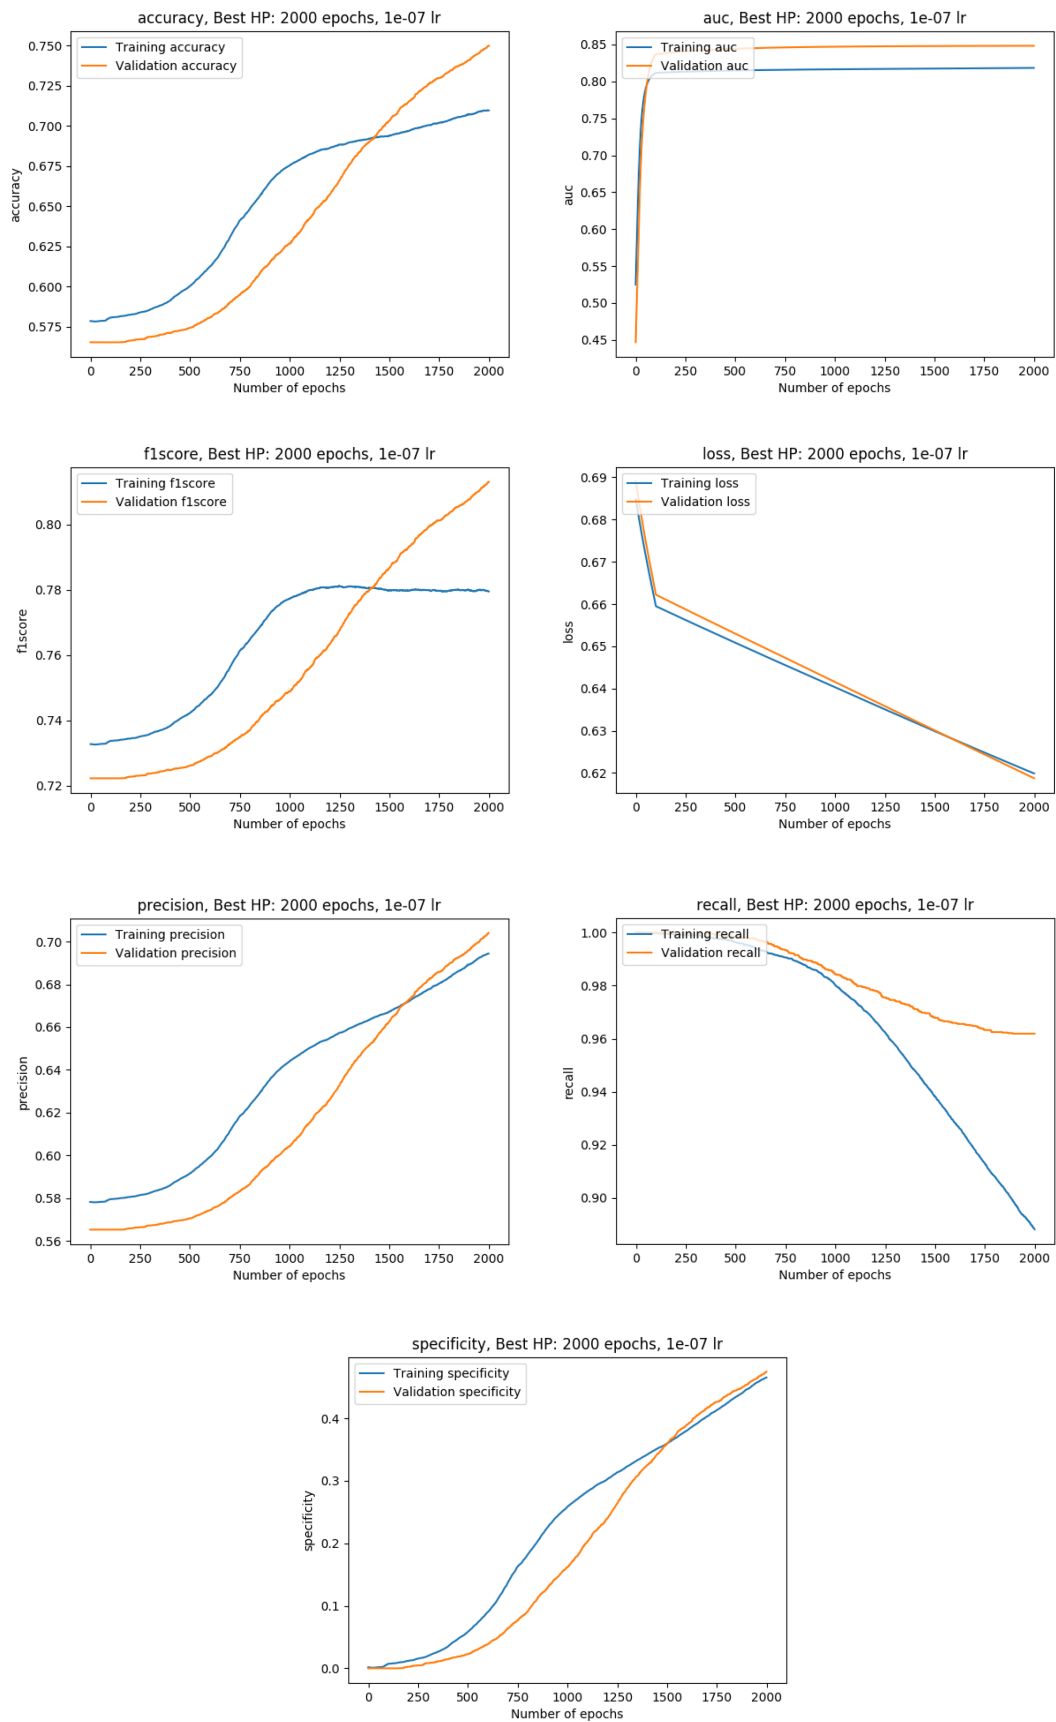 accuracy, Best HP: 2000 epochs, 1e-07 lr
Training accuracy
Validation accuracy
0.750
0.725
0.700
0.675
0.650
0.625
0.600
0.575
accuracy
0 250 500 750 1000 1250 1500 1750 2000
Number of epochs
auc, Best HP: 2000 epochs, 1e-07 lr
Training auc
Validation auc
0.85
0.80
0.75
0.70
0.65
0.60
0.55
0.50
0.45
auc
0 250 500 750 1000 1250 1500 1750 2000
Number of epochs
f1score, Best HP: 2000 epochs, 1e-07 lr
Training f1score
Validation f1score
0.80
0.78
0.76
0.74
0.72
f1score
0 250 500 750 1000 1250 1500 1750 2000
Number of epochs
loss, Best HP: 2000 epochs, 1e-07 lr
Training loss
Validation loss
0.69
0.68
0.67
0.66
0.65
0.64
0.63
0.62
loss
0 250 500 750 1000 1250 1500 1750 2000
Number of epochs
precision, Best HP: 2000 epochs, 1e-07 lr
Training precision
Validation precision
0.70
0.68
0.66
0.64
0.62
0.60
0.58
0.56
precision
0 250 500 750 1000 1250 1500 1750 2000
Number of epochs
recall, Best HP: 2000 epochs, 1e-07 lr
Training recall
Validation recall
1.00
0.98
0.96
0.94
0.92
0.90
recall
0 250 500 750 1000 1250 1500 1750 2000
Number of epochs
specificity, Best HP: 2000 epochs, 1e-07 lr
Training specificity
Validation specificity
0.4
0.3
0.2
0.1
0.0
specificity
0 250 500 750 1000 1250 1500 1750 2000
Number of epochs